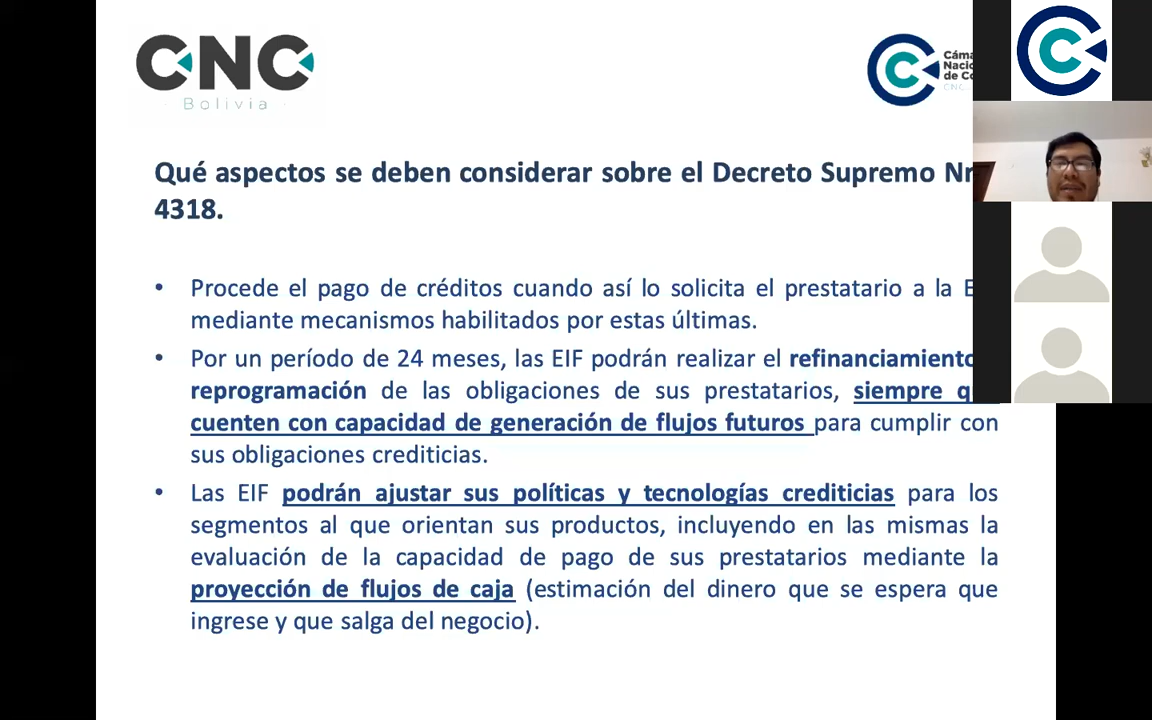 CNC
Bolivia
Qué aspectos se deben considerar sobre el Decreto Supremo
4318.
• Procede el pago de créditos cuando así lo solicita el prestatario a la
mediante mecanismos habilitados por estas últimas.
• Por un período de 24 meses, las EIF podrán realizar el refinanciamiento
reprogramación de las obligaciones de sus prestatarios, siempre
cuenten con capacidad de generación de flujos futuros para cumplir con
sus obligaciones crediticias.
• Las EIF podrán ajustar sus políticas y tecnologías crediticias para los
segmentos al que orientan sus productos, incluyendo en las mismas la
evaluación de la capacidad de pago de sus prestatarios mediante la
proyección de flujos de caja (estimación del dinero que se espera que
ingrese y que salga del negocio).